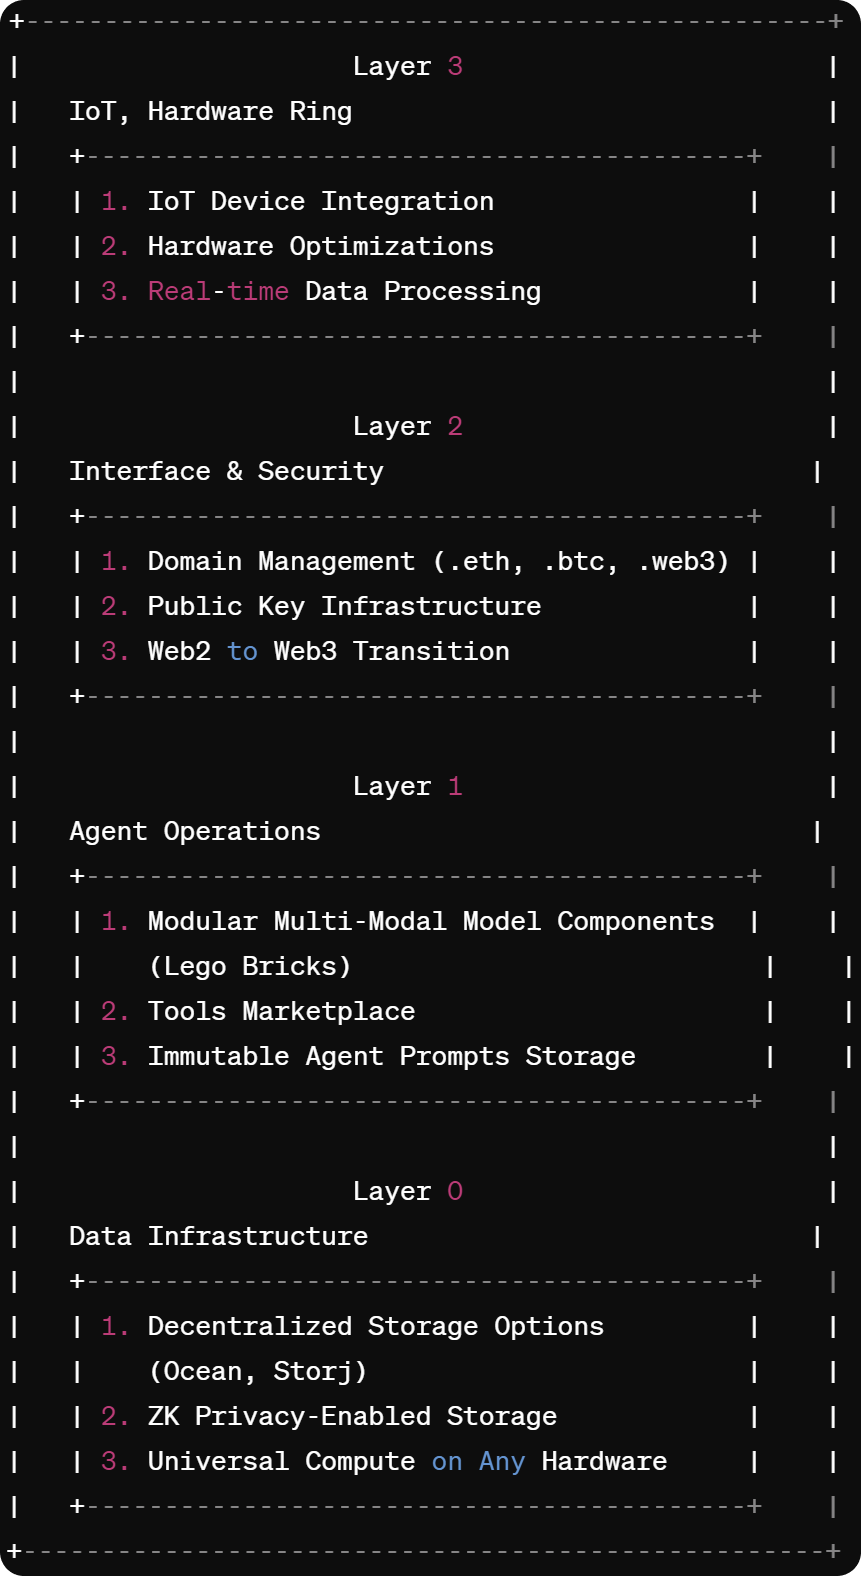 +----------------------------------------------------+
|                     Layer 3                       |
|   IoT, Hardware Ring                              |
|   +------------------------------------------+    |
|   | 1. IoT Device Integration                |    |
|   | 2. Hardware Optimizations                |    |
|   | 3. Real-time Data Processing             |    |
|   +------------------------------------------+    |
|                                                   |
|                     Layer 2                       |
|   Interface & Security                           |
|   +------------------------------------------+    |
|   | 1. Domain Management (.eth, .btc, .web3) |    |
|   | 2. Public Key Infrastructure             |    |
|   | 3. Web2 to Web3 Transition               |    |
|   +------------------------------------------+    |
|                                                   |
|                     Layer 1                       |
|   Agent Operations                               |
|   +------------------------------------------+    |
|   | 1. Modular Multi-Modal Model Components  |    |
|   |    (Lego Bricks)                          |    |
|   | 2. Tools Marketplace                      |    |
|   | 3. Immutable Agent Prompts Storage        |    |
|   +------------------------------------------+    |
|                                                   |
|                     Layer 0                       |
|   Data Infrastructure                            |
|   +------------------------------------------+    |
|   | 1. Decentralized Storage Options         |    |
|   |    (Ocean, Storj)                        |    |
|   | 2. ZK Privacy-Enabled Storage            |    |
|   | 3. Universal Compute on Any Hardware     |    |
|   +------------------------------------------+    |
+---------------------------------------------------+